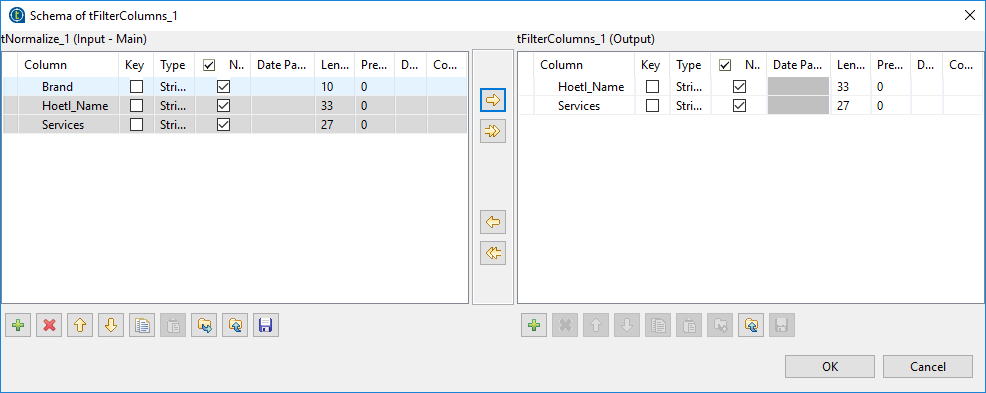 Schema of tFilterColumns_1
tNormalize_1 (Input - Main)
Column Key Type N.. Date Pa... Len... Pre... D... Co...
Brand Stri... 10 0
Hoetl_Name Stri... 33 0
Services Stri... 27 0
tFilterColumns_1 (Output)
Column Key Type N.. Date Pa... Len... Pre... D... Co...
Hoetl_Name Stri... 33 0
Services Stri... 27 0
OK Cancel